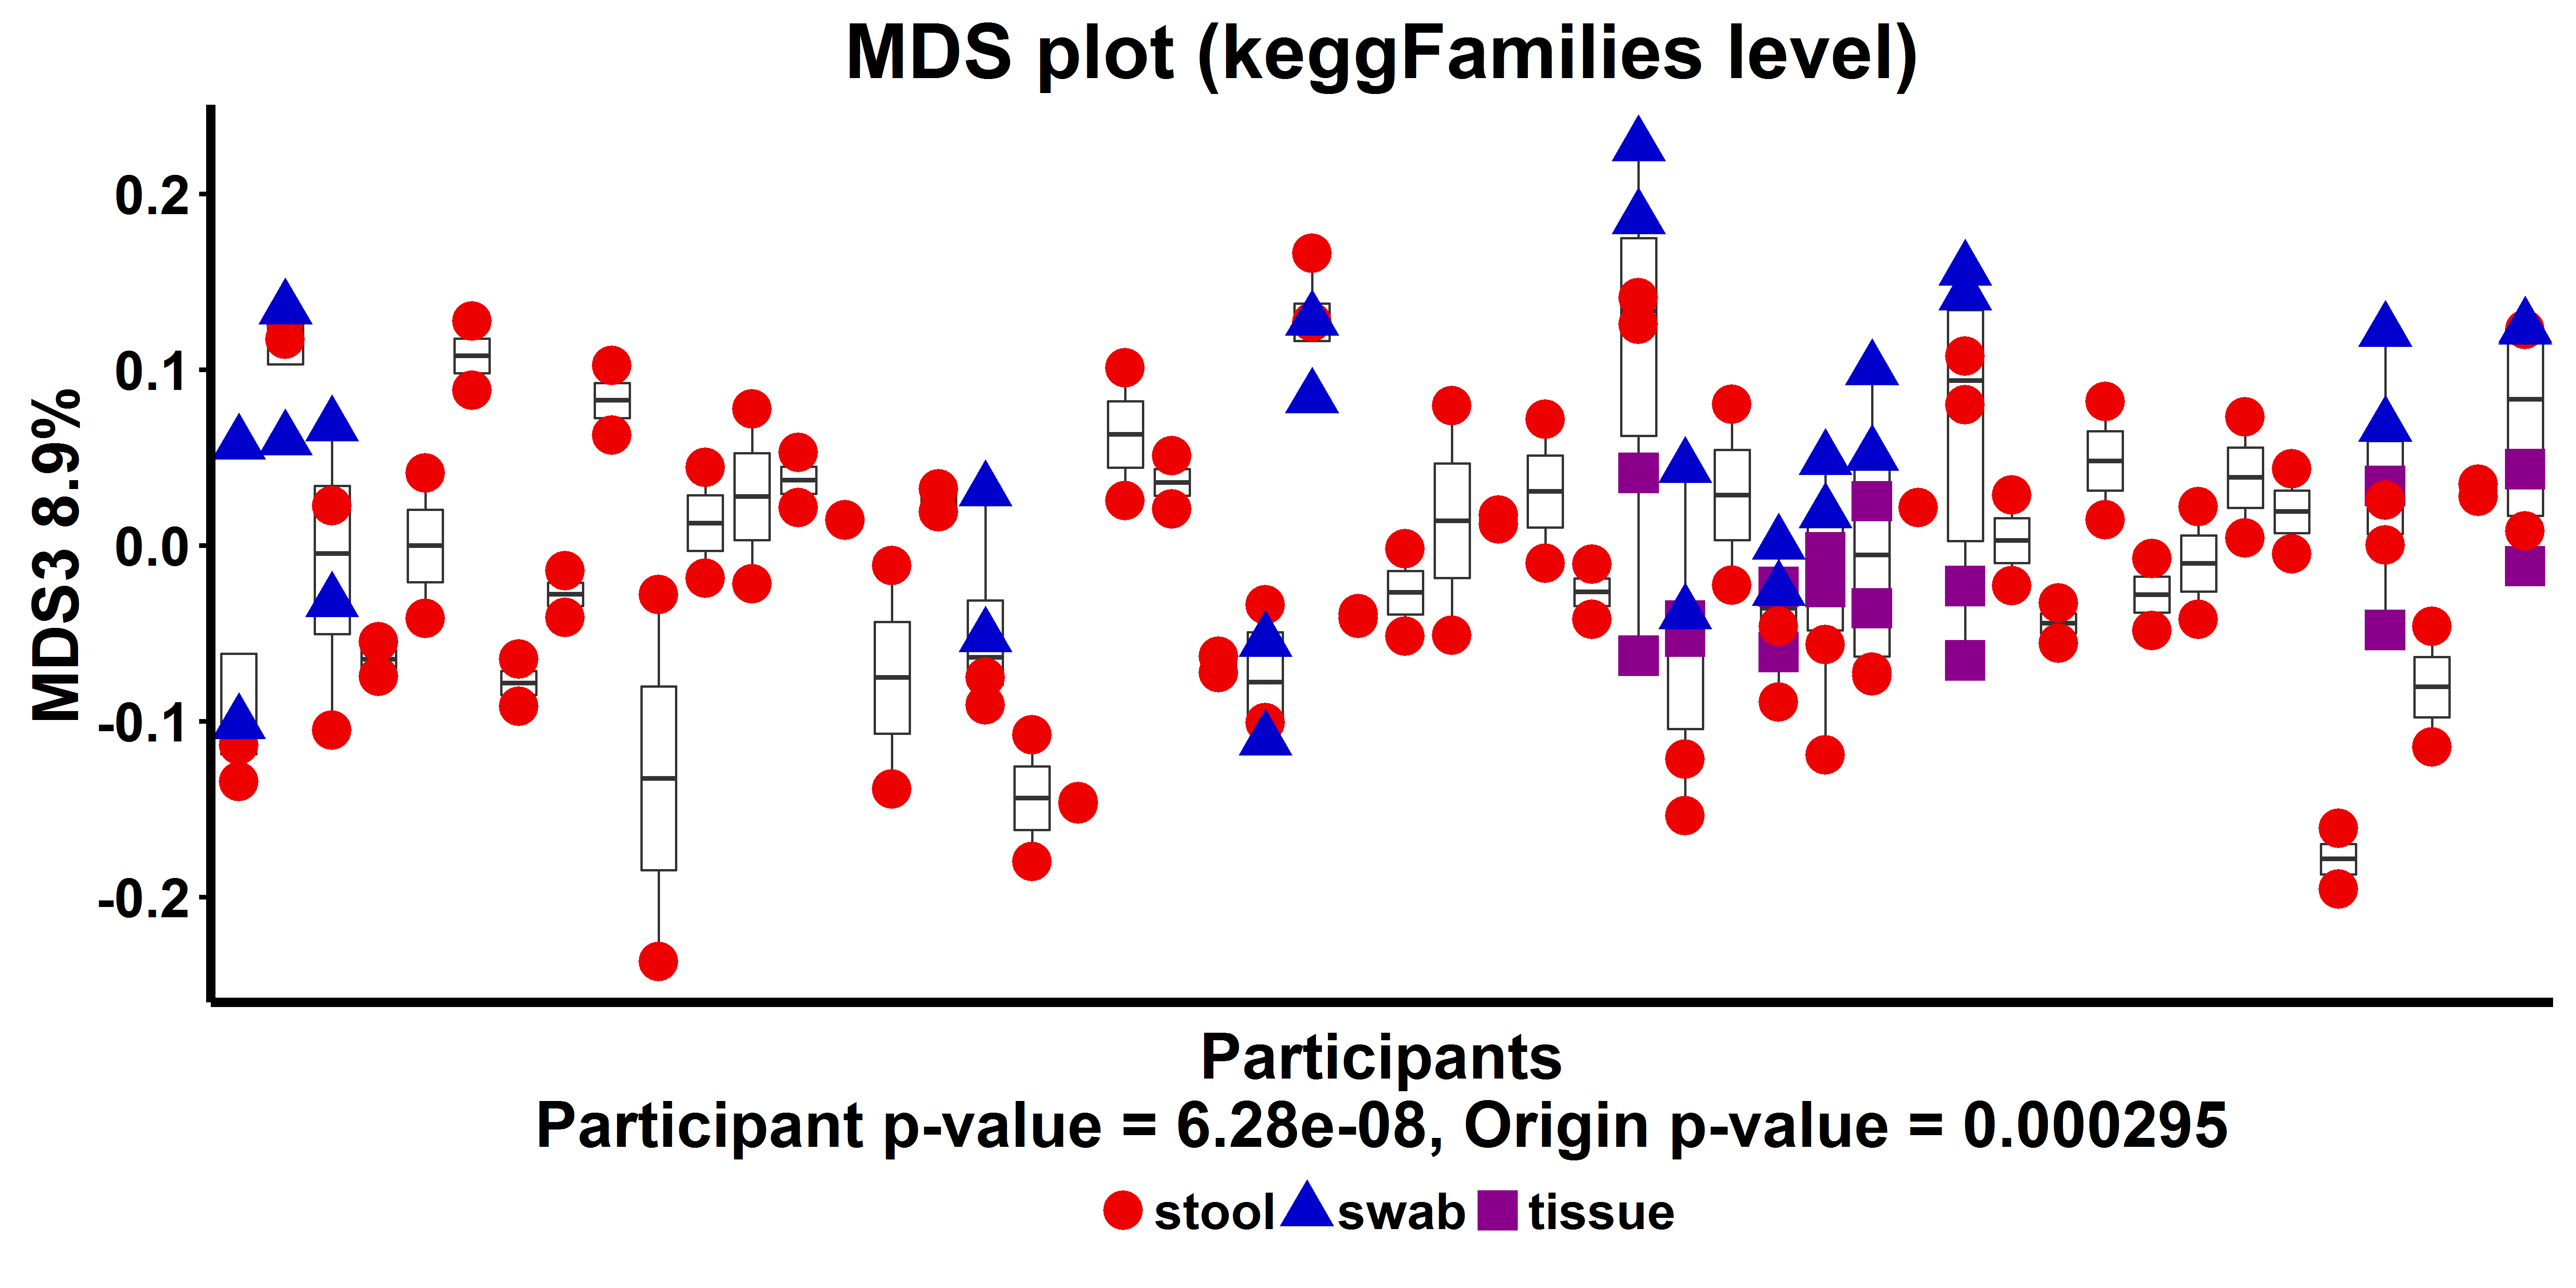 MDS plot (keggFamilies level)
MDS3 8.9%
0.2
0.1
0.0
-0.1
-0.2
Participants
Participant p-value = 6.28e-08, Origin p-value = 0.000295
stool swab tissue